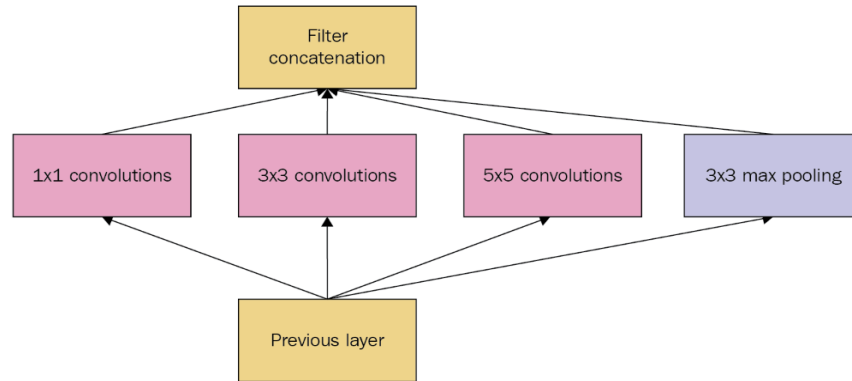 Filter
concatenation
1x1 convolutions
3x3 convolutions
5x5 convolutions
3x3 max pooling
Previous layer